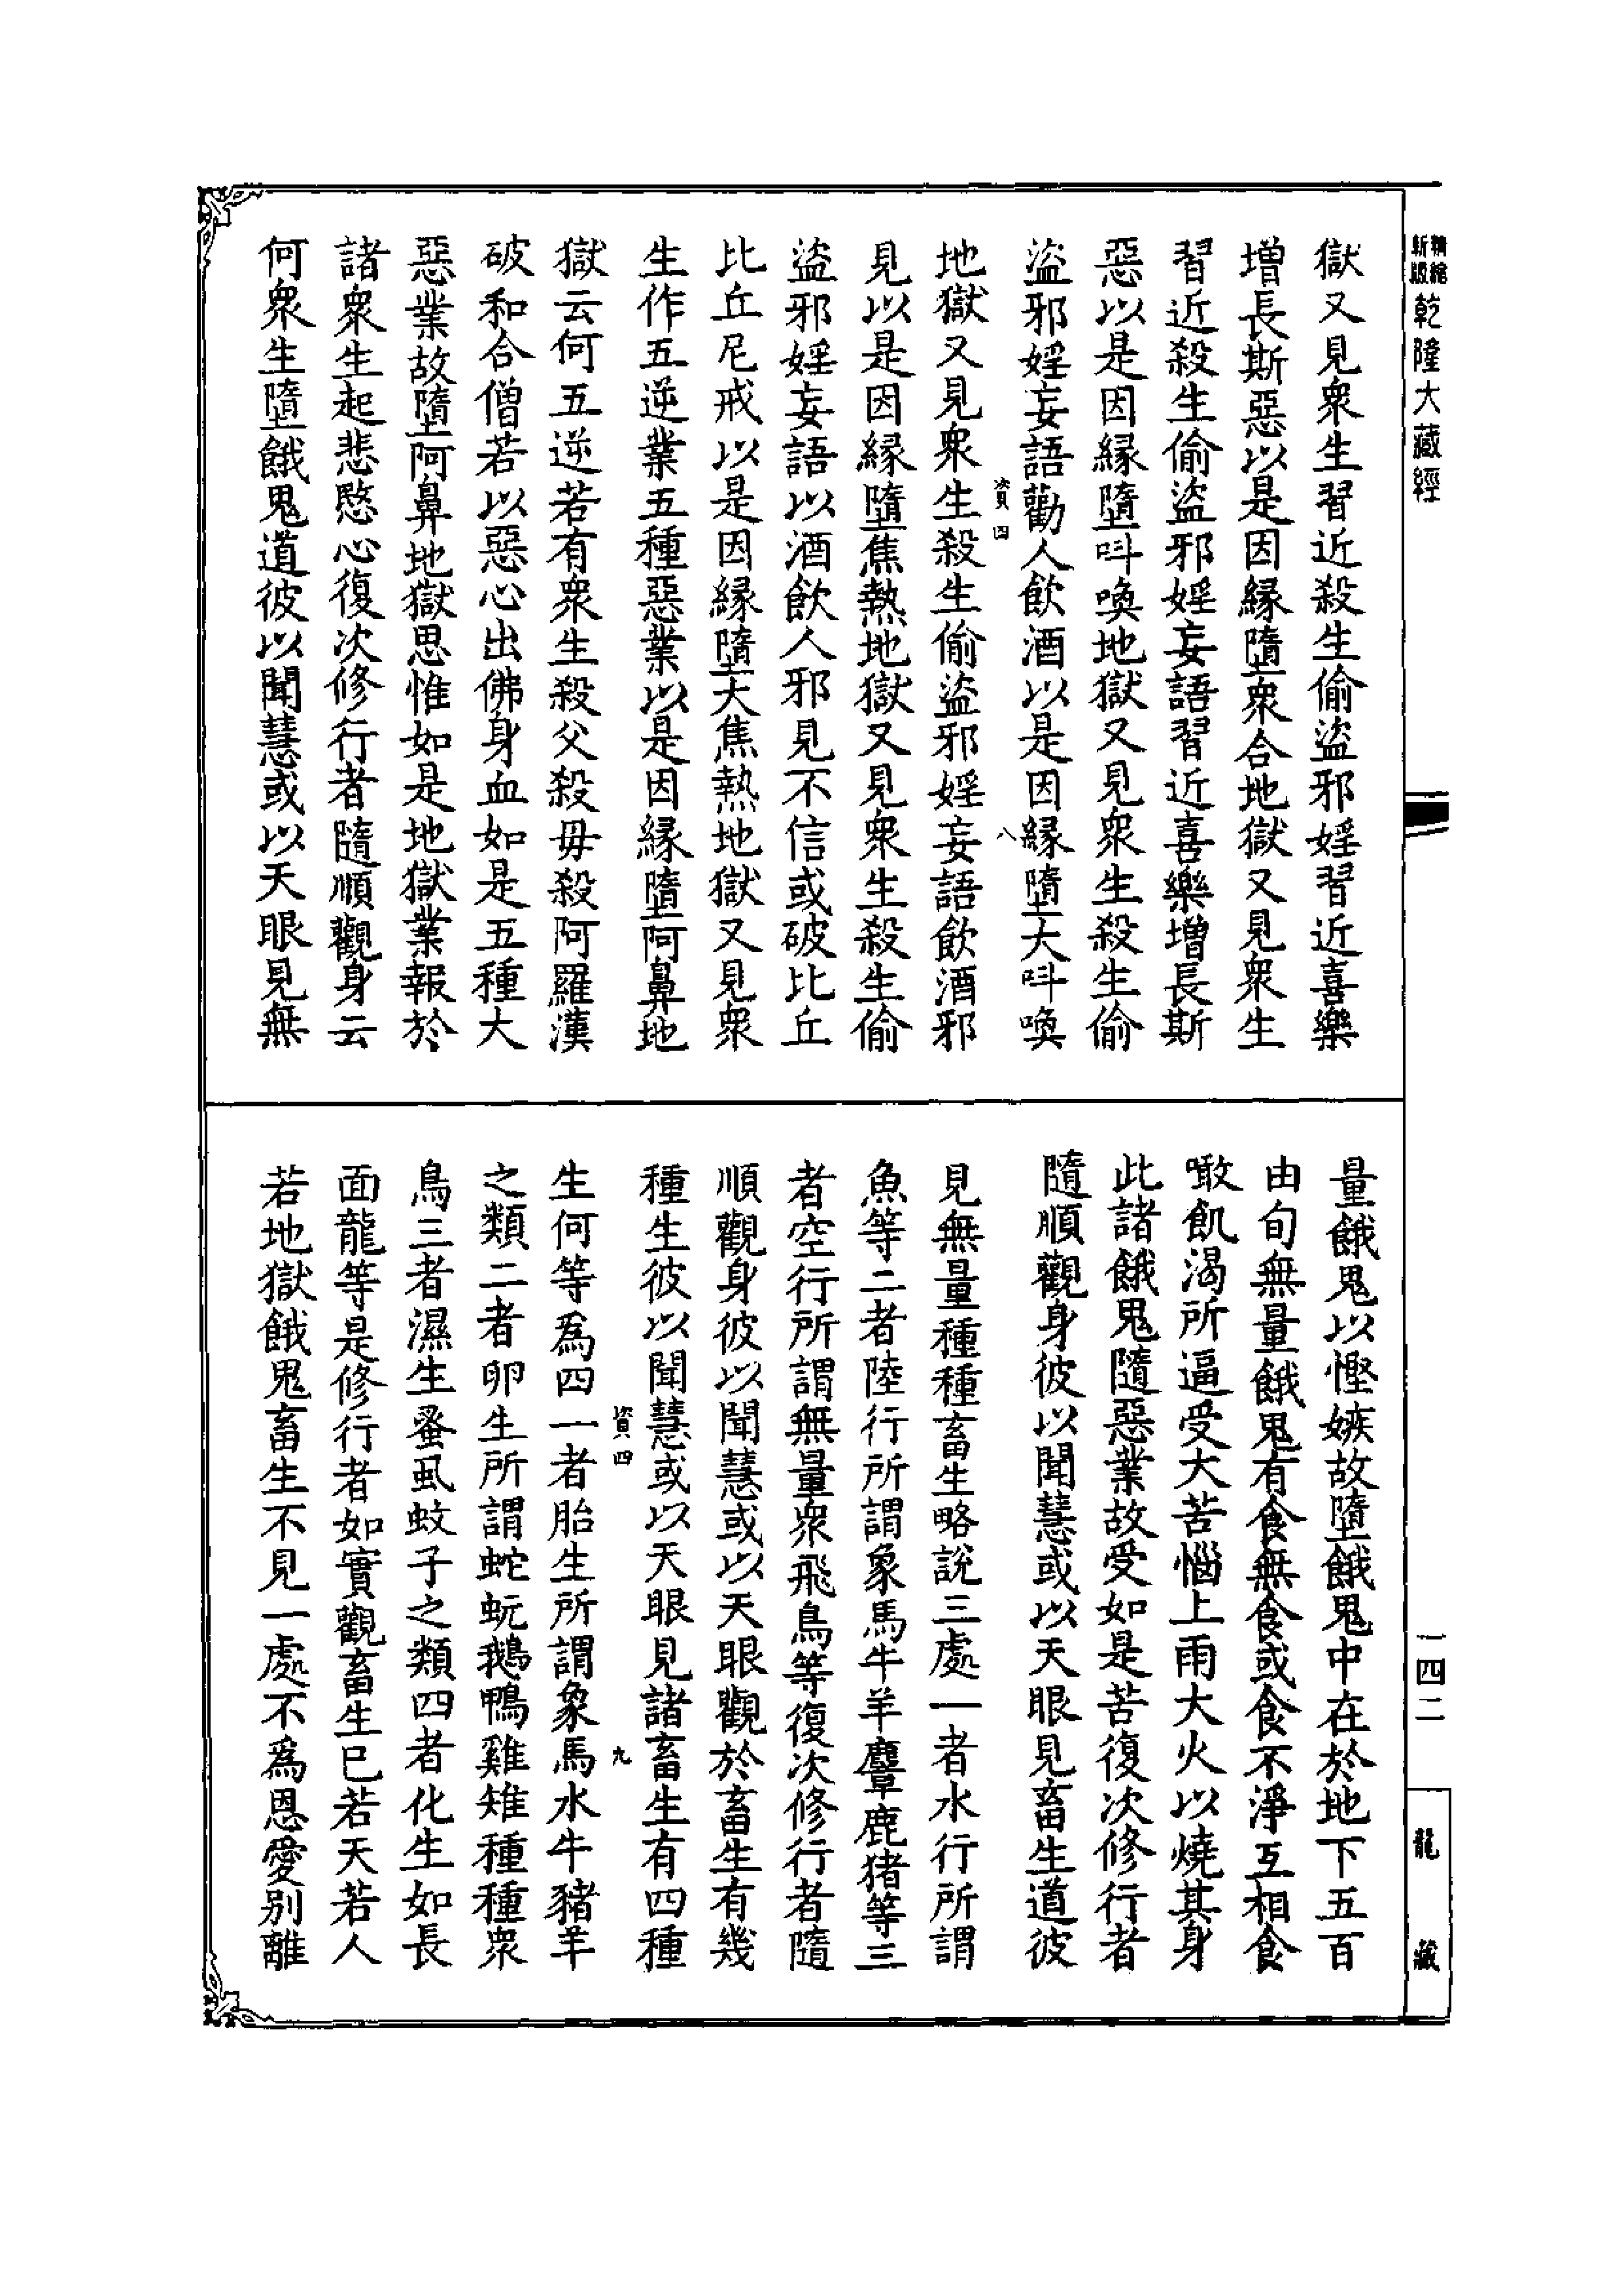 精縮新版乾隆大藏經
一四二
龍藏
獄又見衆生習近殺生偷盜邪婬習近喜樂
增長斯惡以是因緣墮衆合地獄又見衆生
習近殺生偷盜邪婬妄語習近喜樂增長斯
惡以是因緣墮叫喚地獄又見衆生殺生偷
盜邪婬妄語勸人飲酒以是因緣墮大叫喚
資四 八
地獄又見衆生殺生偷盜邪婬妄語飲酒邪
見以是因緣墮焦熱地獄又見衆生殺生偷
盜邪婬妄語以酒飲人邪見不信或破比丘
比丘尼戒以是因緣墮大焦熱地獄又見衆
生作五逆業五種惡業以是因緣墮阿鼻地
獄云何五逆若有衆生殺父殺毋殺阿羅漢
破和合僧若以惡心出佛身血如是五種大
惡業故墮阿鼻地獄思惟如是地獄業報於
諸衆生起悲愍心復次修行者隨順觀身云
何衆生墮餓鬼道彼以聞慧或以天眼見無
量餓鬼以慳嫉故墮餓鬼中在於地下五百
由旬無量餓鬼有食無食或食不淨互相食
噉飢渴所逼受大苦惱上雨大火以燒其身
此諸餓鬼隨惡業故受如是苦復次修行者
隨順觀身彼以聞慧或以天眼見畜生道彼
見無量種種畜生略說三處一者水行所謂
魚等二者陸行所謂象馬牛羊麞鹿猪等三
者空行所謂無量衆飛鳥等復次修行者隨
順觀身彼以聞慧或以天眼觀於畜生有幾
種生彼以聞慧或以天眼見諸畜生有四種
資四 九
生何等為四一者胎生所謂象馬水牛豬羊
之類二者卵生所謂蛇蚖鵝鴨雞雉種種衆
鳥三者濕生蚤虱蚊子之類四者化生如長
面龍等是修行者如實觀畜生巳若天若人
若地獄餓鬼畜生不見一處不為恩愛別離